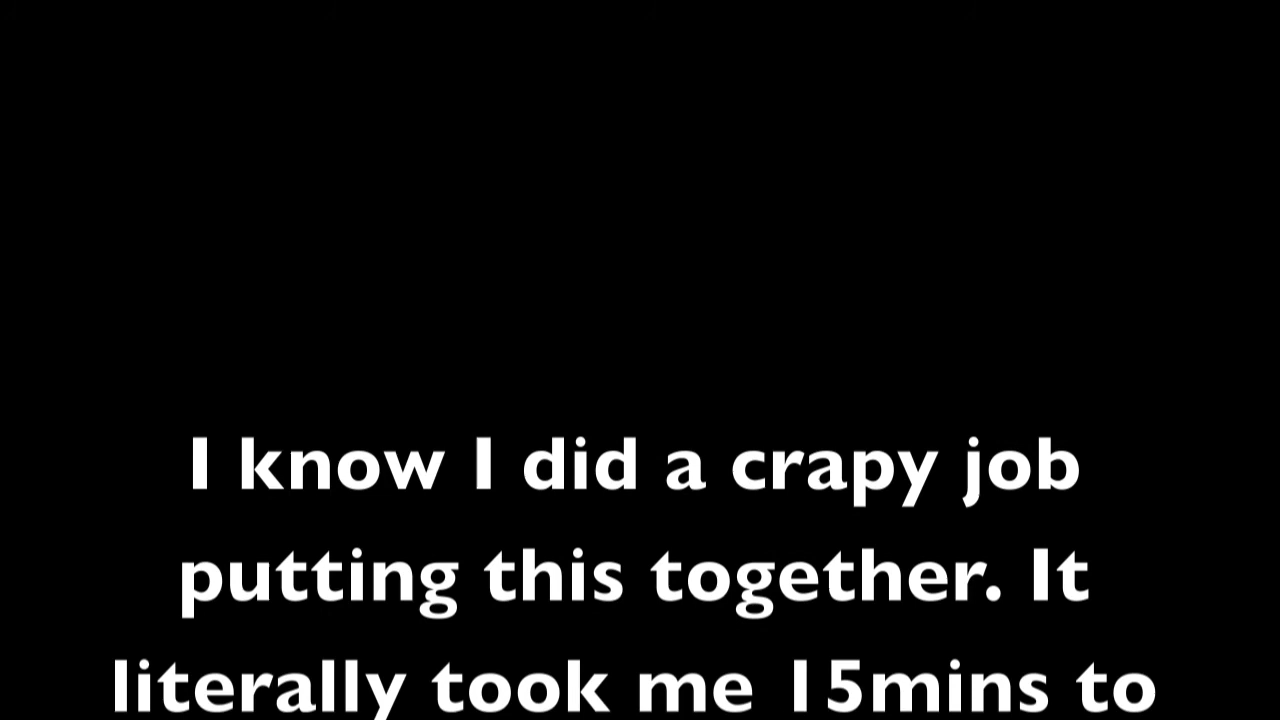 I know I did a crapy job
putting this together. It
literally took me 15mins to